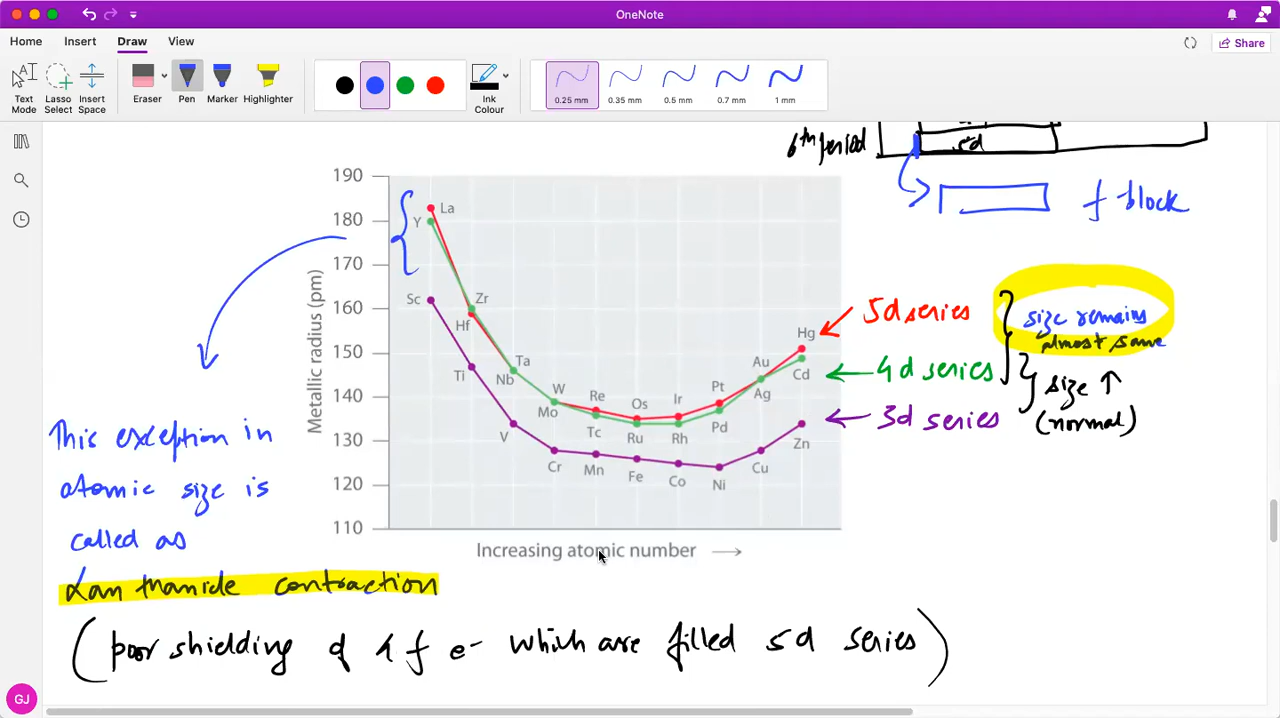 OneNote
Home Insert Draw View
Share
Text Mode
Lasso Select
Insert Space
Eraser
Pen
Marker
Highlighter
Ink Colour
0.25 mm
0.35 mm
0.5 mm
0.7 mm
1 mm
6th period
5d
f block
190
180
170
160
150
140
130
120
110
Metallic radius (pm)
La
Y
Sc
Zr
Hf
Ti
Ta
Nb
V
W
Mo
Cr
Re
Tc
Mn
Os
Ru
Fe
Ir
Rh
Co
Pt
Pd
Ni
Au
Ag
Cu
Hg
Cd
Zn
Increasing atomic number →
5d series
4d series
3d series
size remains
almost same
size ↑
(normal)
This exception in
atomic size is
called as
Lanthanide contraction
(poor shielding of 4f e- which are filled 5d series)
GJ